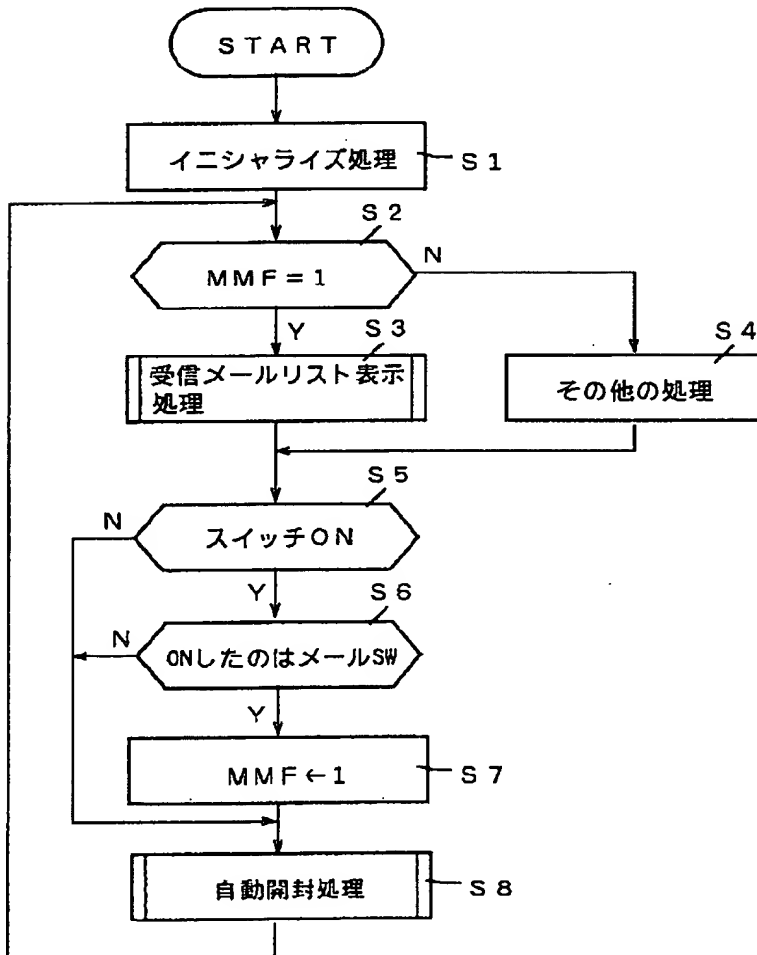 START
イニシャライズ処理
S1
S2
MMF=1
N
Y
S3
受信メールリスト表示
処理
S4
その他の処理
S5
スイッチON
N
Y
S6
ONしたのはメールSW
N
Y
MMF←1
S7
自動開封処理
S8